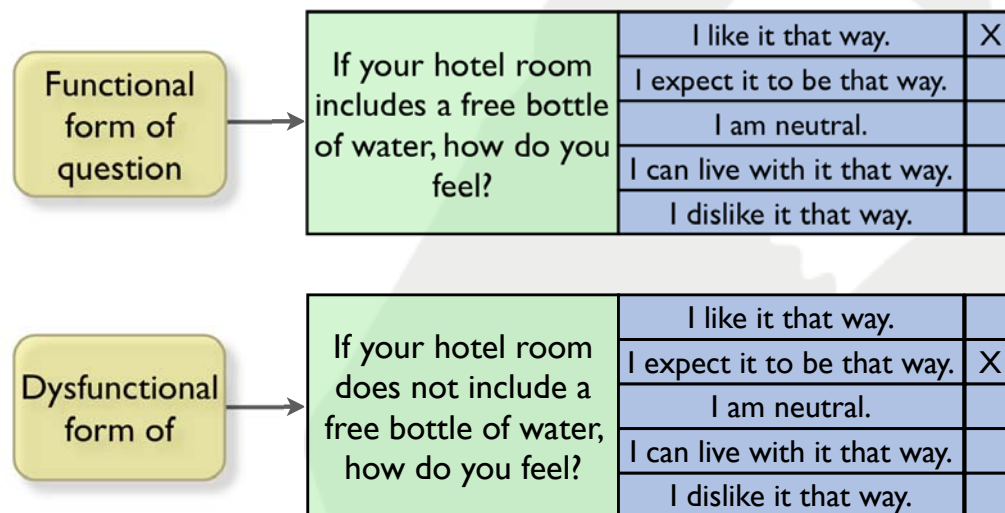 Functional
form of
question
If your hotel room
includes a free bottle
of water, how do you
feel?
I like it that way. X
I expect it to be that way.
I am neutral.
I can live with it that way.
I dislike it that way.
Dysfunctional
form of
If your hotel room
does not include a
free bottle of water,
how do you feel?
I like it that way.
I expect it to be that way. X
I am neutral.
I can live with it that way.
I dislike it that way.